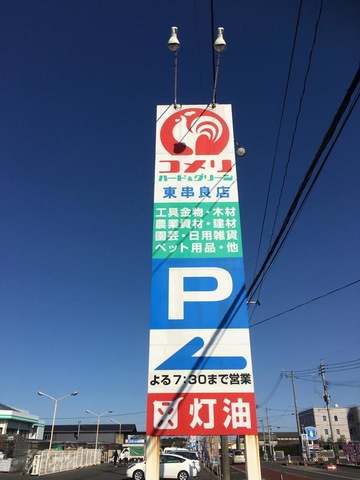 コメリ
ハード&グリーン
東串良店
工具金物・木材
農業資材・建材
園芸・日用雑貨
ペット用品・他
P
よる7:30まで営業
灯油